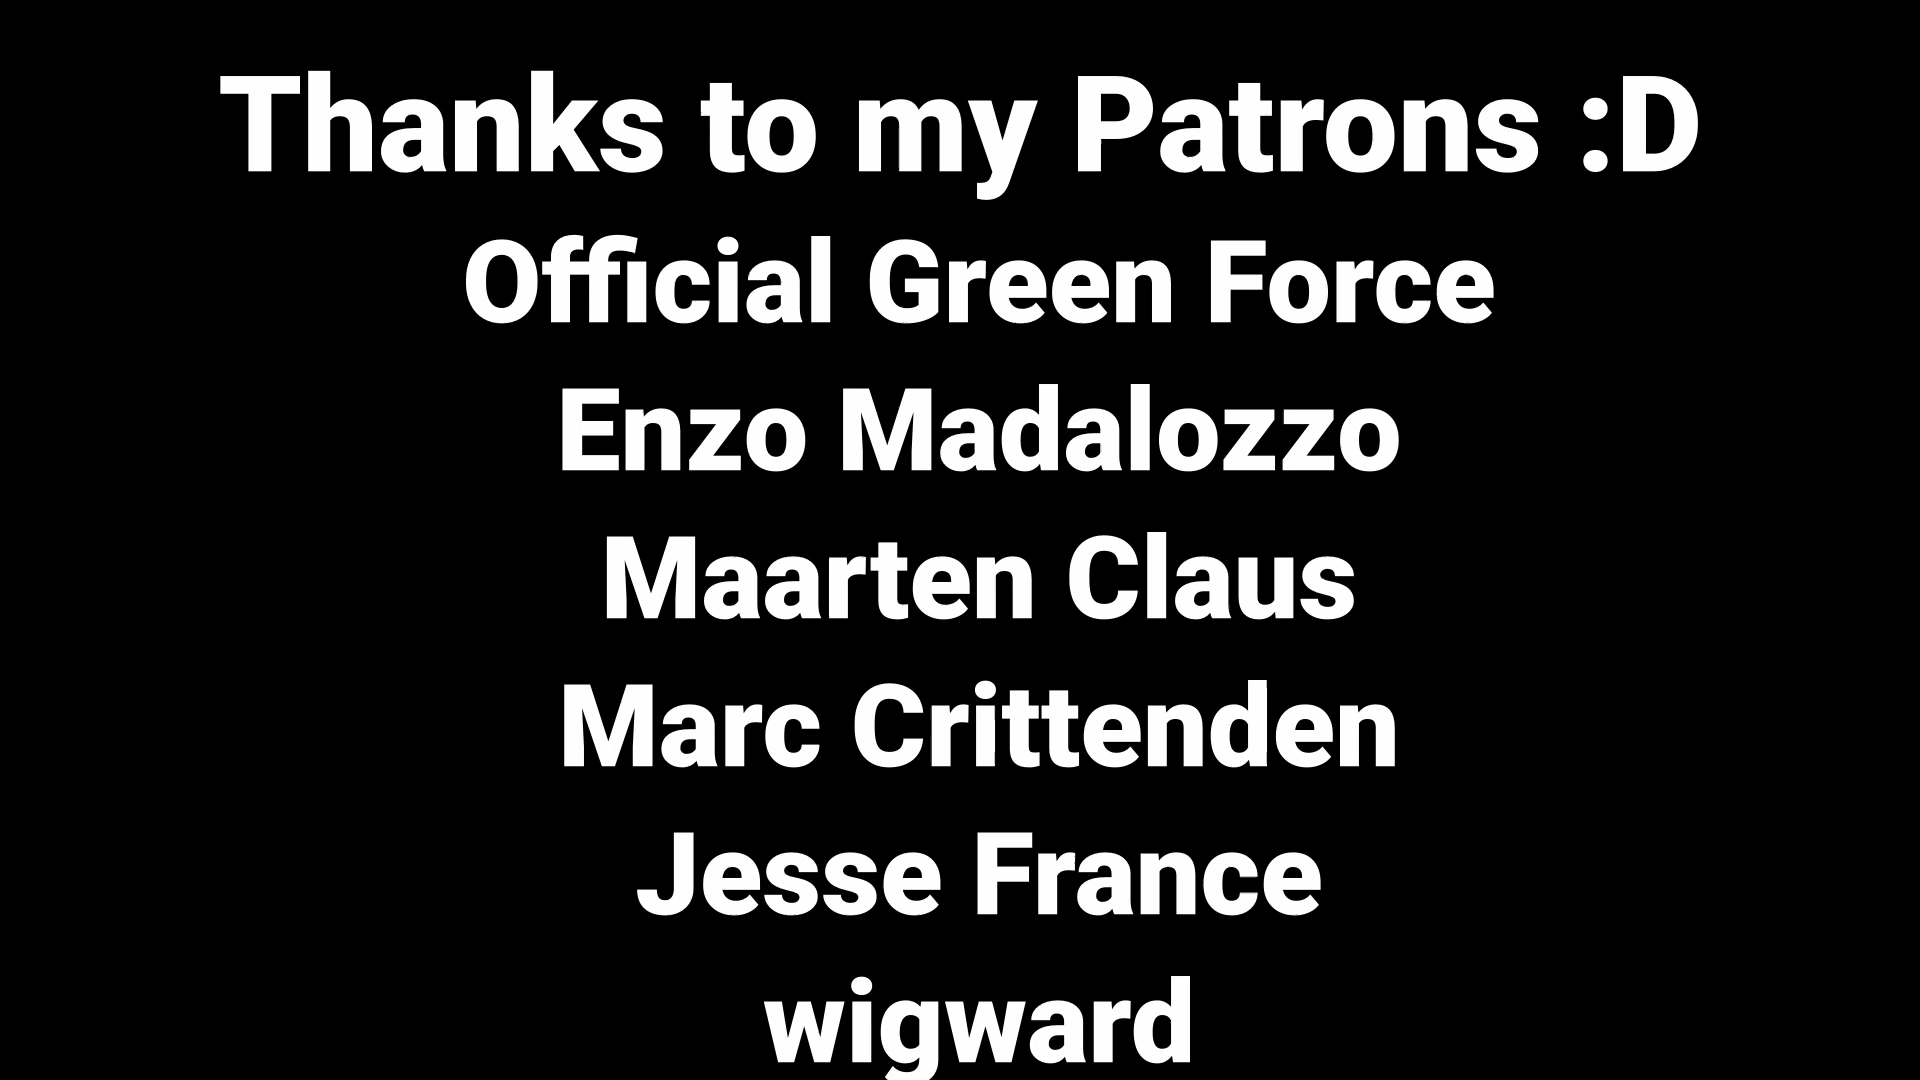 Thanks to my Patrons :D
Official Green Force
Enzo Madalozzo
Maarten Claus
Marc Crittenden
Jesse France
wigward